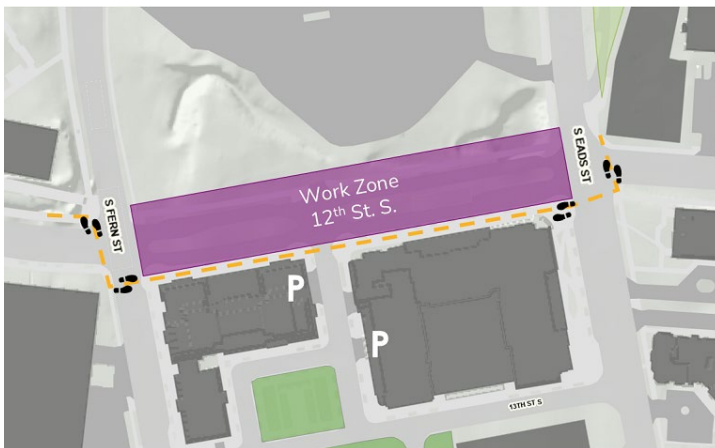 S FERN ST
Work Zone
12th St. S.
S EADS ST
P
P
13TH ST S